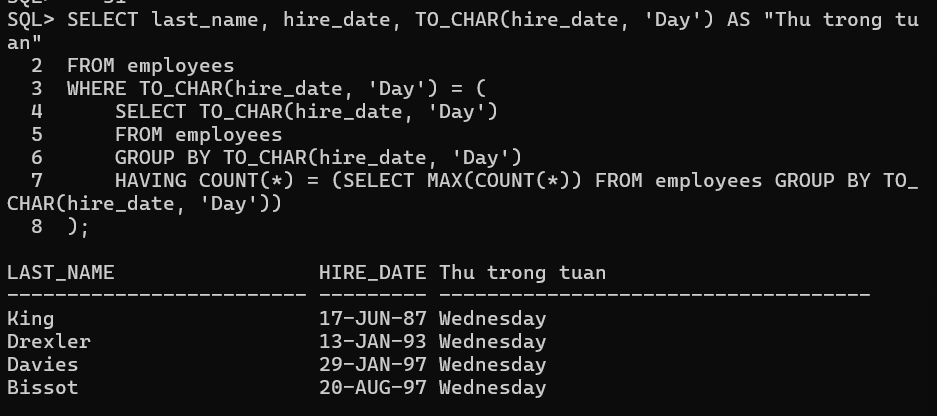 SQL> SELECT last_name, hire_date, TO_CHAR(hire_date, 'Day') AS "Thu trong tu
an"
  2  FROM employees
  3  WHERE TO_CHAR(hire_date, 'Day') = (
  4      SELECT TO_CHAR(hire_date, 'Day')
  5      FROM employees
  6      GROUP BY TO_CHAR(hire_date, 'Day')
  7      HAVING COUNT(*) = (SELECT MAX(COUNT(*)) FROM employees GROUP BY TO_
CHAR(hire_date, 'Day'))
  8  );
LAST_NAME                 HIRE_DATE Thu trong tuan
------------------------- --------- ------------------------------------
King                      17-JUN-87 Wednesday
Drexler                   13-JAN-93 Wednesday
Davies                    29-JAN-97 Wednesday
Bissot                    20-AUG-97 Wednesday